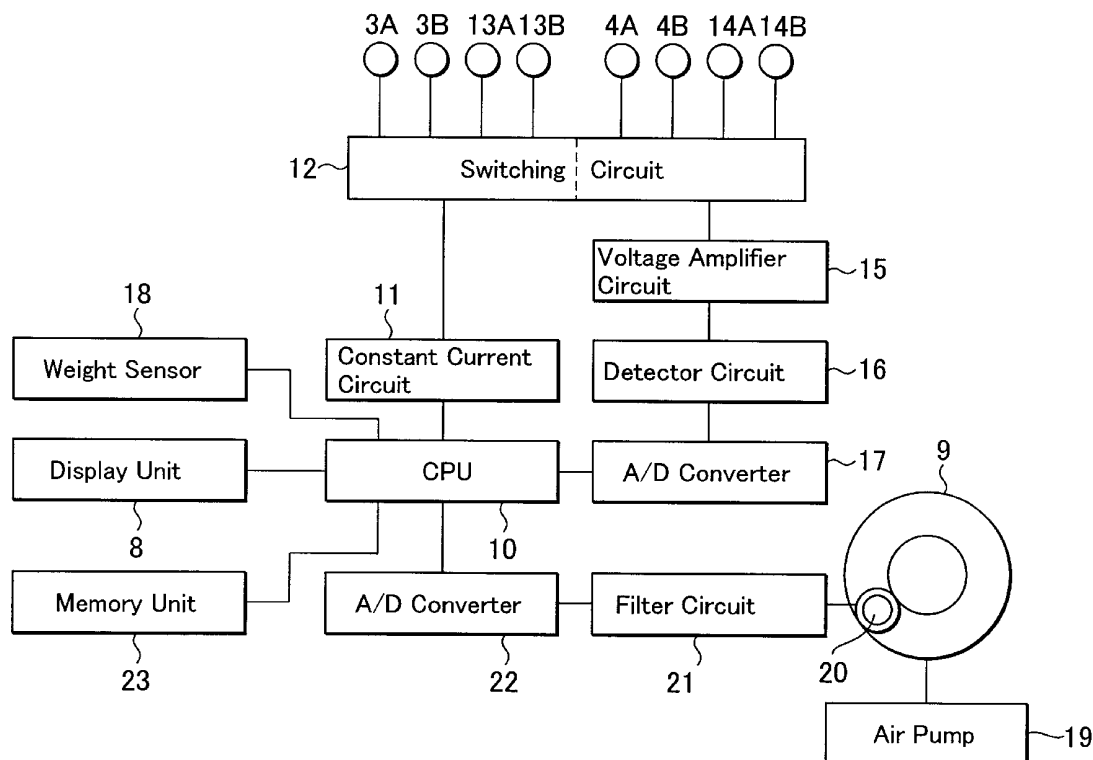 3A 3B 13A 13B 4A 4B 14A 14B
12
Switching Circuit
Voltage Amplifier
Circuit
15
18
11
Weight Sensor
Constant Current
Circuit
Detector Circuit
16
Display Unit
CPU
A/D Converter
17
9
8
10
Memory Unit
A/D Converter
Filter Circuit
20
23
22
21
Air Pump
19